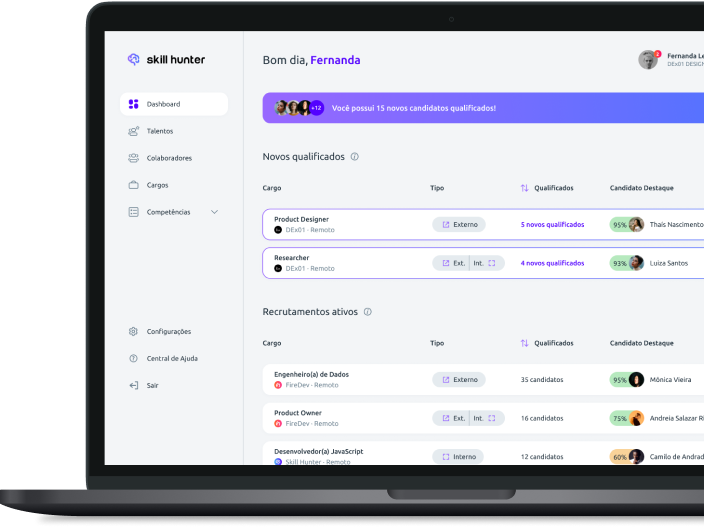 skill hunter
Bom dia, Fernanda
2
Fernanda Le
DEx01 DESIGN
Dashboard
Talentos
Colaboradores
Cargos
Competências
Configurações
Central de Ajuda
Sair
+12 Você possui 15 novos candidatos qualificados!
Novos qualificados
Cargo Tipo Qualificados Candidato Destaque
Product Designer
DEx01 · Remoto
Externo 5 novos qualificados 95% Thaís Nascimento
Researcher
DEx01 · Remoto
Ext. Int. 4 novos qualificados 93% Luiza Santos
Recrutamentos ativos
Cargo Tipo Qualificados Candidato Destaque
Engenheiro(a) de Dados
FireDev · Remoto
Externo 35 candidatos 95% Mônica Vieira
Product Owner
FireDev · Remoto
Ext. Int. 16 candidatos 75% Andreia Salazar Ri
Desenvolvedor(a) JavaScript
Skill Hunter · Remoto
Interno 12 candidatos 60% Camilo de Andrad